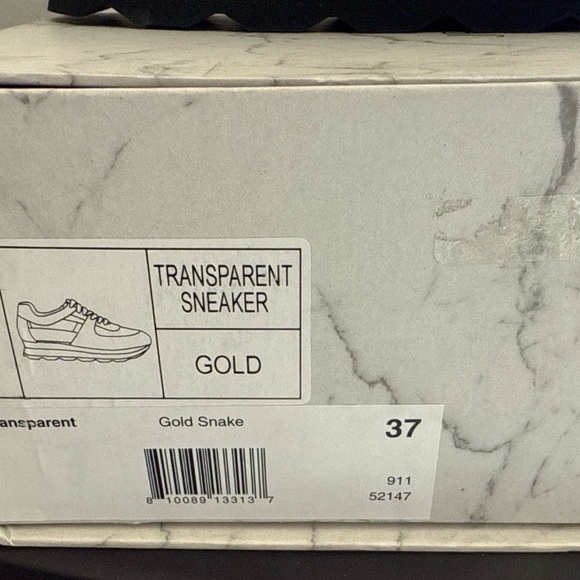 TRANSPARENT
SNEAKER
GOLD
ansparent Gold Snake 37
911
52147
8 10089 13313 7